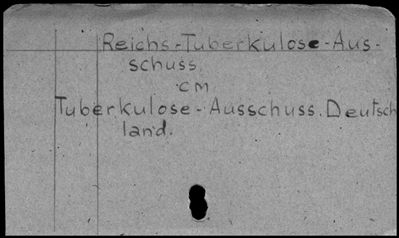 Reichs-Tuberkulose-Aus-
schuss.
cm
Tuberkulose-Ausschuss.Deutsch
land.